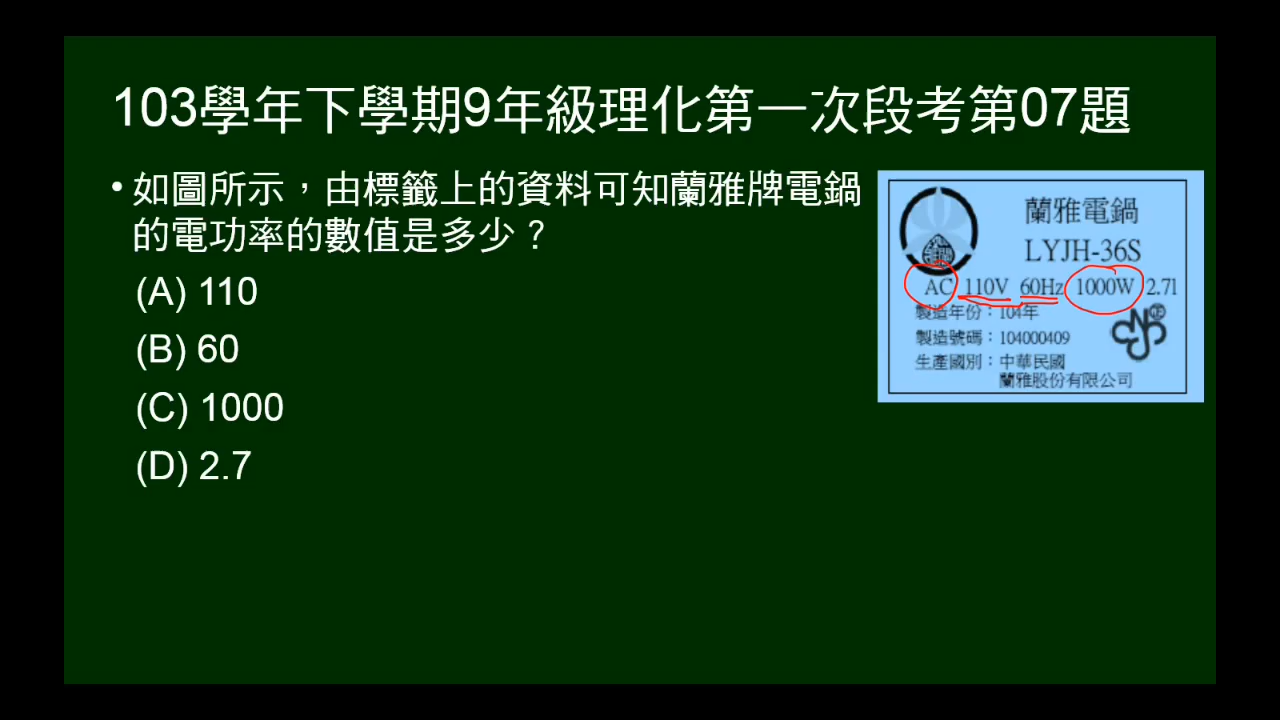 103學年下學期9年級理化第一次段考第07題
• 如圖所示，由標籤上的資料可知蘭雅牌電鍋
的電功率的數值是多少？
(A) 110
(B) 60
(C) 1000
(D) 2.7
蘭雅電鍋
LYJH-36S
AC 110V 60Hz 1000W 2.7l
製造年份：104年
製造號碼：104000409
生產國別：中華民國
蘭雅股份有限公司